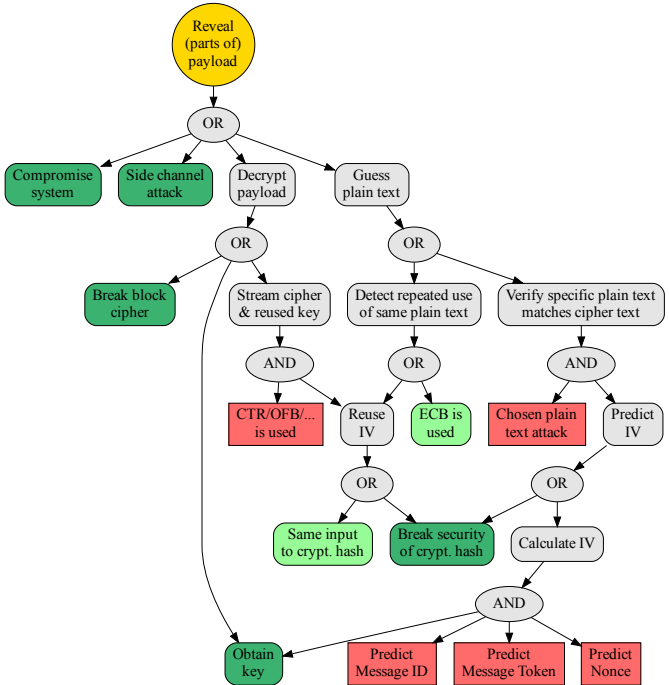 Reveal
(parts of)
payload
OR
Compromise
system
Side channel
attack
Decrypt
payload
Guess
plain text
OR
OR
Break block
cipher
Stream cipher
& reused key
Detect repeated use
of same plain text
Verify specific plain text
matches cipher text
AND
OR
AND
CTR/OFB/...
is used
Reuse
IV
ECB is
used
Chosen plain
text attack
Predict
IV
OR
OR
Same input
to crypt. hash
Break security
of crypt. hash
Calculate IV
AND
Obtain
key
Predict
Message ID
Predict
Message Token
Predict
Nonce